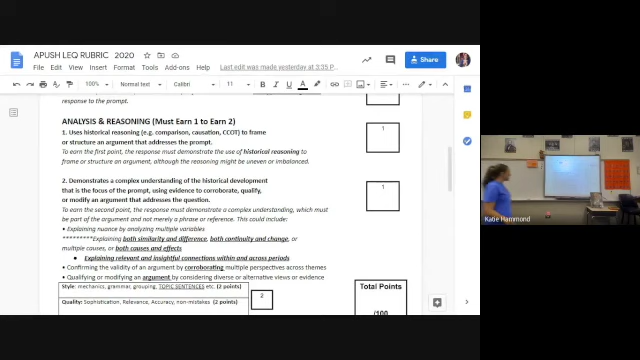 APUSH LEQ RUBRIC 2020
File Edit View Insert Format Tools Add-ons Help
Last edit was made yesterday at 3:35 PM
Share
100%
Normal text
Calibri
11
B I U A
response to the prompt.
ANALYSIS & REASONING (Must Earn 1 to Earn 2)
1. Uses historical reasoning (e.g. comparison, causation, CCOT) to frame
or structure an argument that addresses the prompt.
1
To earn the first point, the response must demonstrate the use of historical reasoning to
frame or structure an argument, although the reasoning might be uneven or imbalanced.
2. Demonstrates a complex understanding of the historical development
that is the focus of the prompt, using evidence to corroborate, qualify,
or modify an argument that addresses the question.
1
To earn the second point, the response must demonstrate a complex understanding, which must
be part of the argument and not merely a phrase or reference. This could include:
• Explaining nuance by analyzing multiple variables
********Explaining both similarity and difference, both continuity and change, or
or multiple causes, or both causes and effects
• Explaining relevant and insightful connections within and across periods
• Confirming the validity of an argument by corroborating multiple perspectives across themes
• Qualifying or modifying an argument by considering diverse or alternative views or evidence
Style: mechanics, grammar, grouping, TOPIC SENTENCES etc. (2 points)
2
Quality: Sophistication, Relevance, Accuracy, non-mistakes (2 points)
Total Points
/100
Katie Hammond